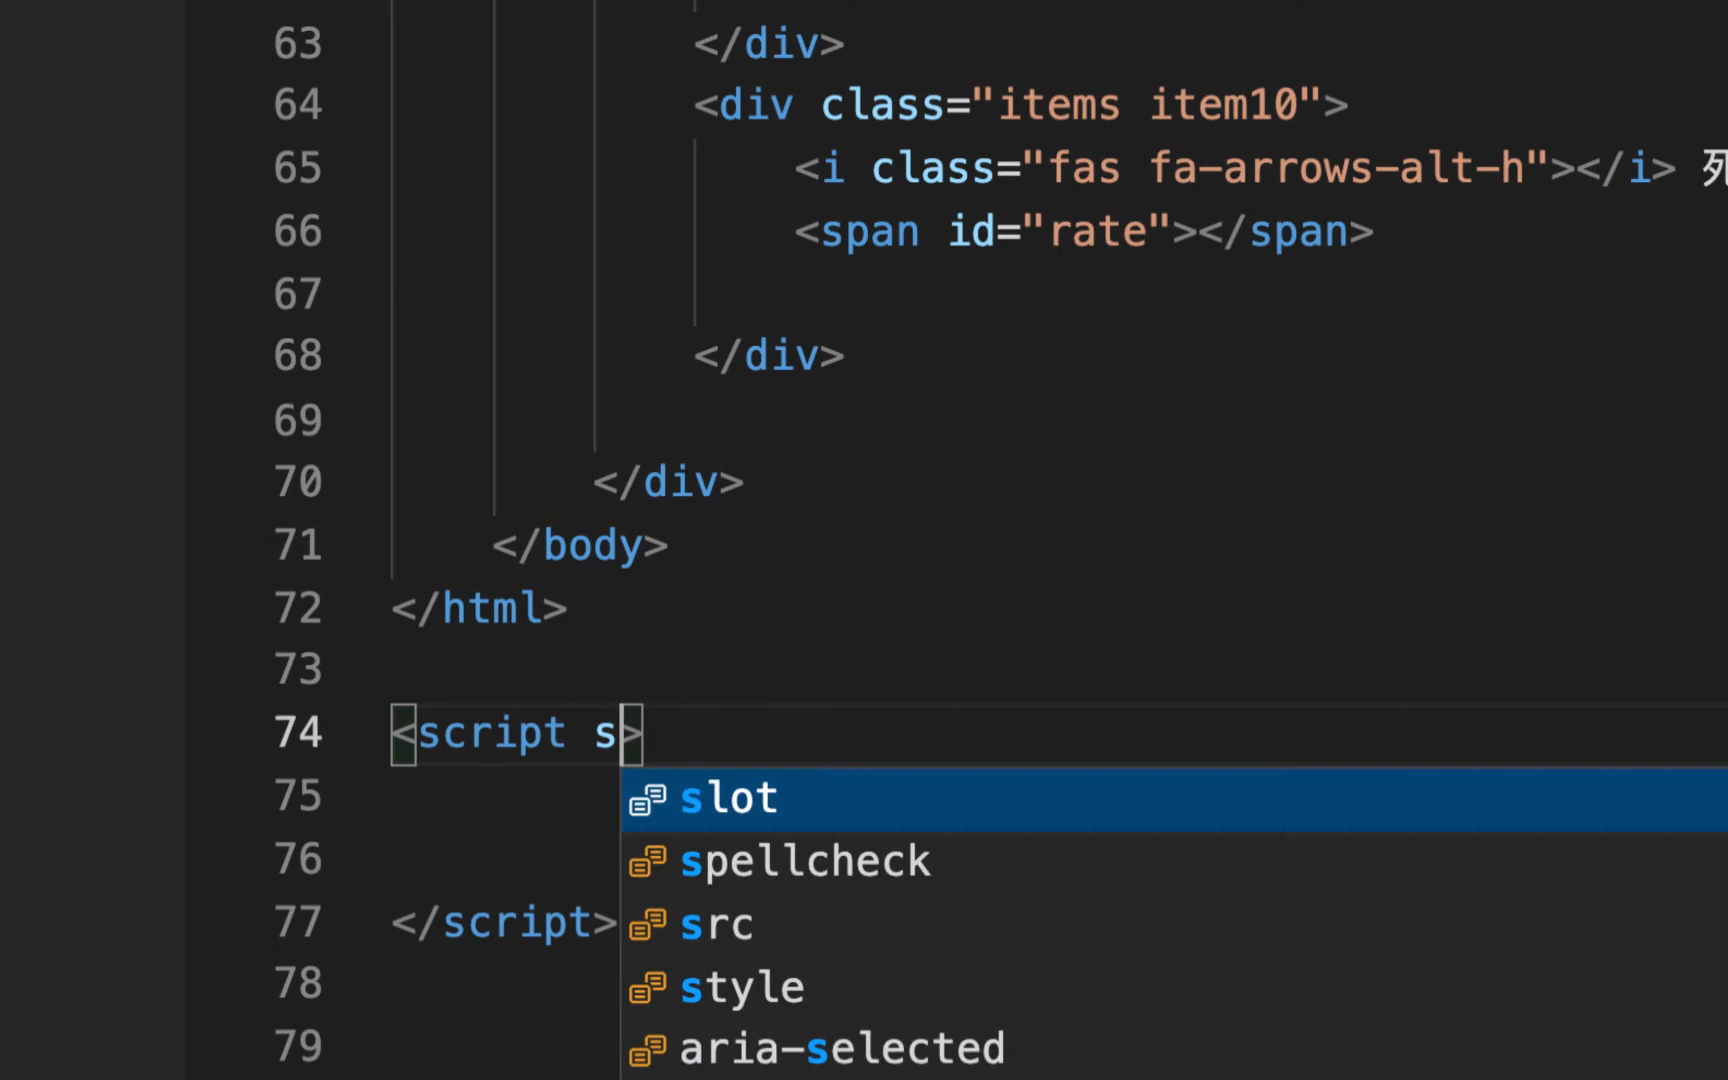 63 </div>
64 <div class="items item10">
65 <i class="fas fa-arrows-alt-h"></i> 死
66 <span id="rate"></span>
67
68 </div>
69
70 </div>
71 </body>
72 </html>
73
74 <script s>
75 slot
76 spellcheck
77 </script> src
78 style
79 aria-selected